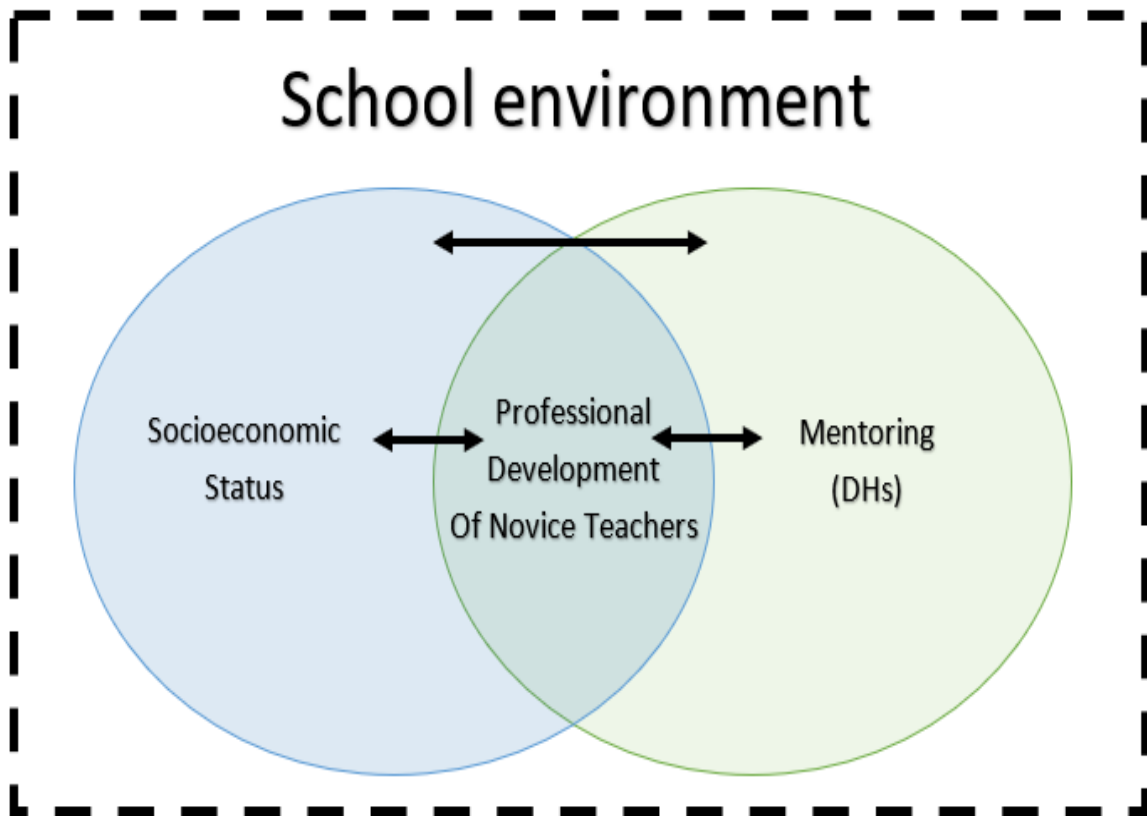 School environment
Socioeconomic
Status
Professional
Development
Of Novice Teachers
Mentoring
(DHs)